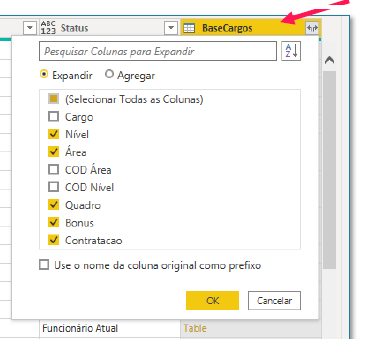 ABC 123 Status BaseCargos
Pesquisar Colunas para Expandir
A Z
Expandir Agregar
(Selecionar Todas as Colunas)
Cargo
Nível
Área
COD Área
COD Nível
Quadro
Bonus
Contratacao
Use o nome da coluna original como prefixo
OK Cancelar
Funcionário Atual Table